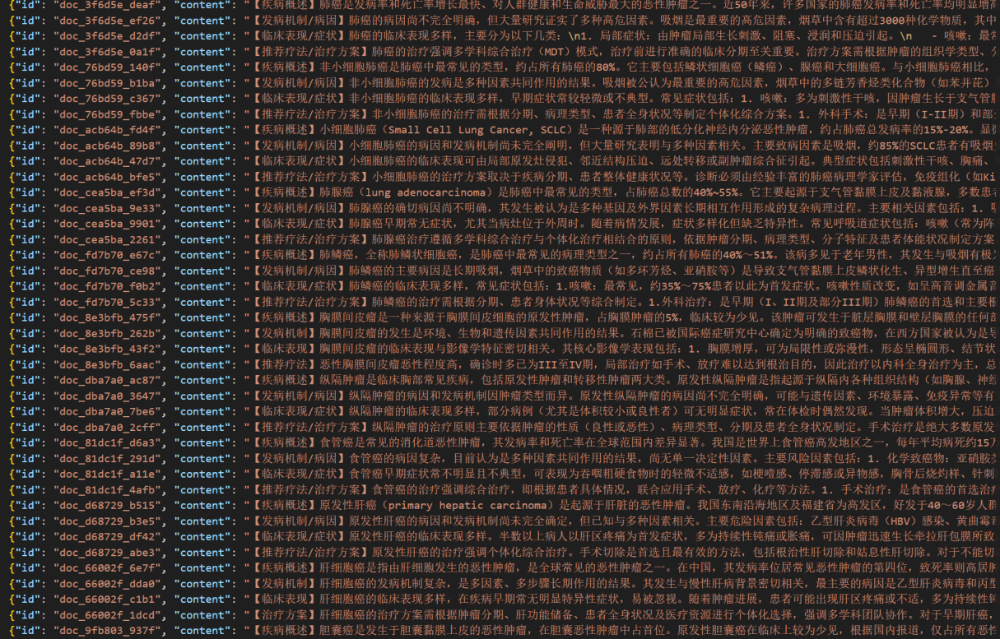 {"id": "doc_3f6d5e_deaf", "content": "【疾病概述】肺癌是发病率和死亡率增长最快、对人群健康和生命威胁最大的恶性肿瘤之一。近50年来，许多国家的肺癌发病率和死亡率均明显增高
{"id": "doc_3f6d5e_ef26", "content": "【发病机制/病因】肺癌的病因尚不完全明确，但大量研究证实了多种高危因素。吸烟是最重要的高危因素，烟草中含有超过3000种化学物质，其中
{"id": "doc_3f6d5e_d2df", "content": "【临床表现/症状】肺癌的临床表现多样，主要分为以下几类：\n1. 局部症状：由肿瘤局部生长刺激、阻塞、浸润和压迫引起。\n   - 咳嗽：最常
{"id": "doc_3f6d5e_0a1f", "content": "【推荐疗法/治疗方案】肺癌的治疗强调多学科综合治疗（MDT）模式，治疗前进行准确的临床分期至关重要。治疗方案需根据肿瘤的组织学类型、分
{"id": "doc_76bd59_140f", "content": "【疾病概述】非小细胞肺癌是肺癌中最常见的类型，约占所有肺癌的80%。它主要包括鳞状细胞癌（鳞癌）、腺癌和大细胞癌。与小细胞肺癌相比，
{"id": "doc_76bd59_b1ba", "content": "【发病机制/病因】非小细胞肺癌的发病是多种因素共同作用的结果。吸烟被公认为最重要的高危因素，烟草中的多链芳香烃类化合物（如苯并芘）
{"id": "doc_76bd59_c367", "content": "【临床表现/症状】非小细胞肺癌的临床表现多样，早期症状常较轻微或不典型。常见症状包括：1. 咳嗽：多为刺激性干咳，因肿瘤生长于支气管肺
{"id": "doc_76bd59_fbbe", "content": "【推荐疗法/治疗方案】非小细胞肺癌的治疗需根据分期、病理类型、患者全身状况等制定个体化综合方案。1. 外科手术：是早期（I-II期）和部分
{"id": "doc_acb64b_fd4f", "content": "【疾病概述】小细胞肺癌（Small Cell Lung Cancer, SCLC）是一种源于肺部的低分化神经内分泌恶性肿瘤，约占肺癌总发病率的15%-20%。显微
{"id": "doc_acb64b_89b8", "content": "【发病机制/病因】小细胞肺癌的病因和发病机制尚未完全阐明，但大量研究表明与多种因素相关。主要致病因素是吸烟，约85%的SCLC患者有吸烟
{"id": "doc_acb64b_47d7", "content": "【临床表现/症状】小细胞肺癌的临床表现可由局部原发灶侵犯、邻近结构压迫、远处转移或副肿瘤综合征引起。典型症状包括刺激性干咳、胸痛、
{"id": "doc_acb64b_bfe5", "content": "【推荐疗法/治疗方案】小细胞肺癌的治疗方案取决于疾病分期、患者整体健康状况等。诊断必须由经验丰富的肺癌病理学家评估，免疫组化（如Ki
{"id": "doc_cea5ba_ef3d", "content": "【疾病概述】肺腺癌（lung adenocarcinoma）是肺癌中最常见的类型，占肺癌总数的40%~55%。它主要起源于支气管黏膜上皮及黏液腺，多数患
{"id": "doc_cea5ba_9e33", "content": "【发病机制/病因】肺腺癌的确切病因尚不明确，其发生被认为是多种基因及外界因素长期相互作用形成的复杂病理过程。主要相关因素包括：1. 吸
{"id": "doc_cea5ba_9901", "content": "【临床表现/症状】肺腺癌早期常无症状，尤其当病灶位于外周时。随着病情发展，症状多样化但缺乏特异性。常见呼吸道症状包括：咳嗽（常为阵
{"id": "doc_cea5ba_2261", "content": "【推荐疗法/治疗方案】肺腺癌治疗遵循多学科综合治疗与个体化治疗相结合的原则，依据肿瘤分期、病理类型、分子特征及患者体能状况制定方案
{"id": "doc_fd7b70_e67c", "content": "【疾病概述】肺鳞癌，全称肺鳞状细胞癌，是肺癌中最常见的病理类型之一，约占所有肺癌的40%～51%。该病多见于老年男性，其发生与吸烟有极
{"id": "doc_fd7b70_ce98", "content": "【发病机制/病因】肺鳞癌的主要病因是长期吸烟，烟草中的致癌物质（如多环芳烃、亚硝胺等）是导致支气管黏膜上皮鳞状化生、异型增生直至癌
{"id": "doc_fd7b70_f0b2", "content": "【临床表现/症状】肺鳞癌的临床表现多样，常见症状包括：1.咳嗽：最常见，约35%～75%患者以此为首发症状。咳嗽性质改变，如呈高音调金属音
{"id": "doc_fd7b70_5c33", "content": "【推荐疗法/治疗方案】肺鳞癌的治疗需根据分期、患者身体状况等综合制定。1.外科治疗：是早期（I、II期及部分III期）肺鳞癌的首选和主要根
{"id": "doc_8e3bfb_475f", "content": "【疾病概述】胸膜间皮瘤是一种来源于胸膜间皮细胞的原发性肿瘤，占胸膜肿瘤的5%，临床较为少见。该肿瘤可发生于脏层胸膜和壁层胸膜的任何部
{"id": "doc_8e3bfb_262b", "content": "【发病机制】胸膜间皮瘤的发生是环境、生物和遗传因素共同作用的结果。石棉已被国际癌症研究中心确定为明确的致癌物，在西方国家被认为是导
{"id": "doc_8e3bfb_43f2", "content": "【临床表现/症状】胸膜间皮瘤的临床表现与影像学特征密切相关。其核心影像学表现包括：1. 胸膜增厚，可为局限性或弥漫性，形态呈椭圆形、结节状
{"id": "doc_8e3bfb_6aac", "content": "【推荐疗法/治疗方案】恶性胸膜间皮瘤恶性程度高，确诊时多已为III至IV期，局部治疗如手术、放疗难以达到根治目的，因此治疗以内科全身治疗为主，总
{"id": "doc_dba7a0_ac87", "content": "【疾病概述】纵隔肿瘤是临床胸部常见疾病，包括原发性肿瘤和转移性肿瘤两大类。原发性纵隔肿瘤是指起源于纵隔内各种组织结构（如胸腺、神经
{"id": "doc_dba7a0_3647", "content": "【发病机制/病因】纵隔肿瘤的病因和发病机制因肿瘤类型而异。原发性纵隔肿瘤的病因尚不完全明确，可能与遗传因素、环境暴露、免疫异常等有
{"id": "doc_dba7a0_7be6", "content": "【临床表现/症状】纵隔肿瘤的临床表现多样，部分病例（尤其是体积较小或良性者）可无明显症状，常在体检时偶然发现。当肿瘤体积增大，压迫
{"id": "doc_dba7a0_2cff", "content": "【推荐疗法/治疗方案】纵隔肿瘤的治疗原则主要依据肿瘤的性质（良性或恶性）、病理类型、分期及患者全身状况制定。手术治疗是绝大多数原发
{"id": "doc_81dc1f_d6a3", "content": "【疾病概述】食管癌是常见的消化道恶性肿瘤，其发病率和死亡率在全球范围内差异显著。我国是世界上食管癌高发地区之一，每年平均病死约15万
{"id": "doc_81dc1f_291d", "content": "【发病机制/病因】食管癌的病因复杂，目前认为是多种因素共同作用的结果，尚无单一决定性因素。主要风险因素包括：1. 化学致癌物：亚硝胺类
{"id": "doc_81dc1f_a11e", "content": "【临床表现/症状】食管癌早期症状常不明显且不典型，可表现为吞咽粗硬食物时的轻微不适感，如哽噎感、停滞感或异物感，胸骨后烧灼样、针刺
{"id": "doc_81dc1f_4afb", "content": "【推荐疗法/治疗方案】食管癌的治疗强调综合治疗，即根据患者具体情况，联合应用手术、放疗、化疗等方法。1. 手术治疗：是食管癌的首选治疗
{"id": "doc_d68729_b515", "content": "【疾病概述】原发性肝癌（primary hepatic carcinoma）是起源于肝脏的恶性肿瘤。我国东南沿海地区及福建省为高发区，好发于40～60岁人群
{"id": "doc_d68729_b3e5", "content": "【发病机制/病因】原发性肝癌的病因和发病机制尚未完全确定，但已知与多种因素相关。主要危险因素包括：乙型肝炎病毒（HBV）感染、黄曲霉毒
{"id": "doc_d68729_df42", "content": "【临床表现/症状】原发性肝癌的临床表现多样。半数以上病人以肝区疼痛为首发症状，多为持续性钝痛或胀痛，可因肿瘤迅速生长牵拉肝包膜所致
{"id": "doc_d68729_abe3", "content": "【推荐疗法/治疗方案】原发性肝癌的治疗强调个体化综合治疗。手术切除是首选且最有效的方法，包括根治性肝切除和姑息性肝切除。对于不能切
{"id": "doc_66002f_6e7f", "content": "【疾病概述】肝细胞癌是指由肝细胞发生的恶性肿瘤，是全球常见的恶性肿瘤之一。在中国，其发病率位居常见恶性肿瘤的第四位，致死率则高居肿
{"id": "doc_66002f_dda0", "content": "【发病机制/病因】肝细胞癌的发病机制复杂，是多因素、多步骤长期作用的结果。其发生与慢性肝病背景密切相关，最主要的病因是乙型肝炎病毒和丙型
{"id": "doc_66002f_c1b1", "content": "【临床表现/症状】肝细胞癌的临床表现多样，在疾病早期常无明显特异性症状，易被忽视。随着肿瘤进展，患者可能出现肝区疼痛或不适，多为持续性钝
{"id": "doc_66002f_1dcd", "content": "【治疗方案】肝细胞癌的治疗方案需根据肿瘤分期、肝功能储备、患者全身状况及医疗资源进行个体化选择，强调多学科团队协作。对于早期肝癌，
{"id": "doc_9fb803_937f", "content": "【疾病概述】胆囊癌是发生于胆囊黏膜上皮的恶性肿瘤，在胆囊恶性肿瘤中占首位。原发性胆囊癌在临床上较为少见，根据国内报道，仅占所有恶性